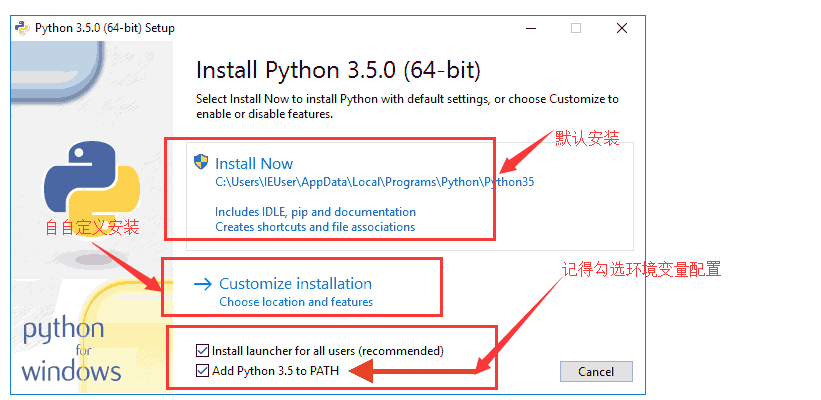 Python 3.5.0 (64-bit) Setup
Install Python 3.5.0 (64-bit)
Select Install Now to install Python with default settings, or choose Customize to
enable or disable features.
默认安装
Install Now
C:\Users\IEUser\AppData\Local\Programs\Python\Python35
Includes IDLE, pip and documentation
Creates shortcuts and file associations
自自定义安装
记得勾选环境变量配置
Customize installation
Choose location and features
python
for
windows
Install launcher for all users (recommended)
Add Python 3.5 to PATH
Cancel